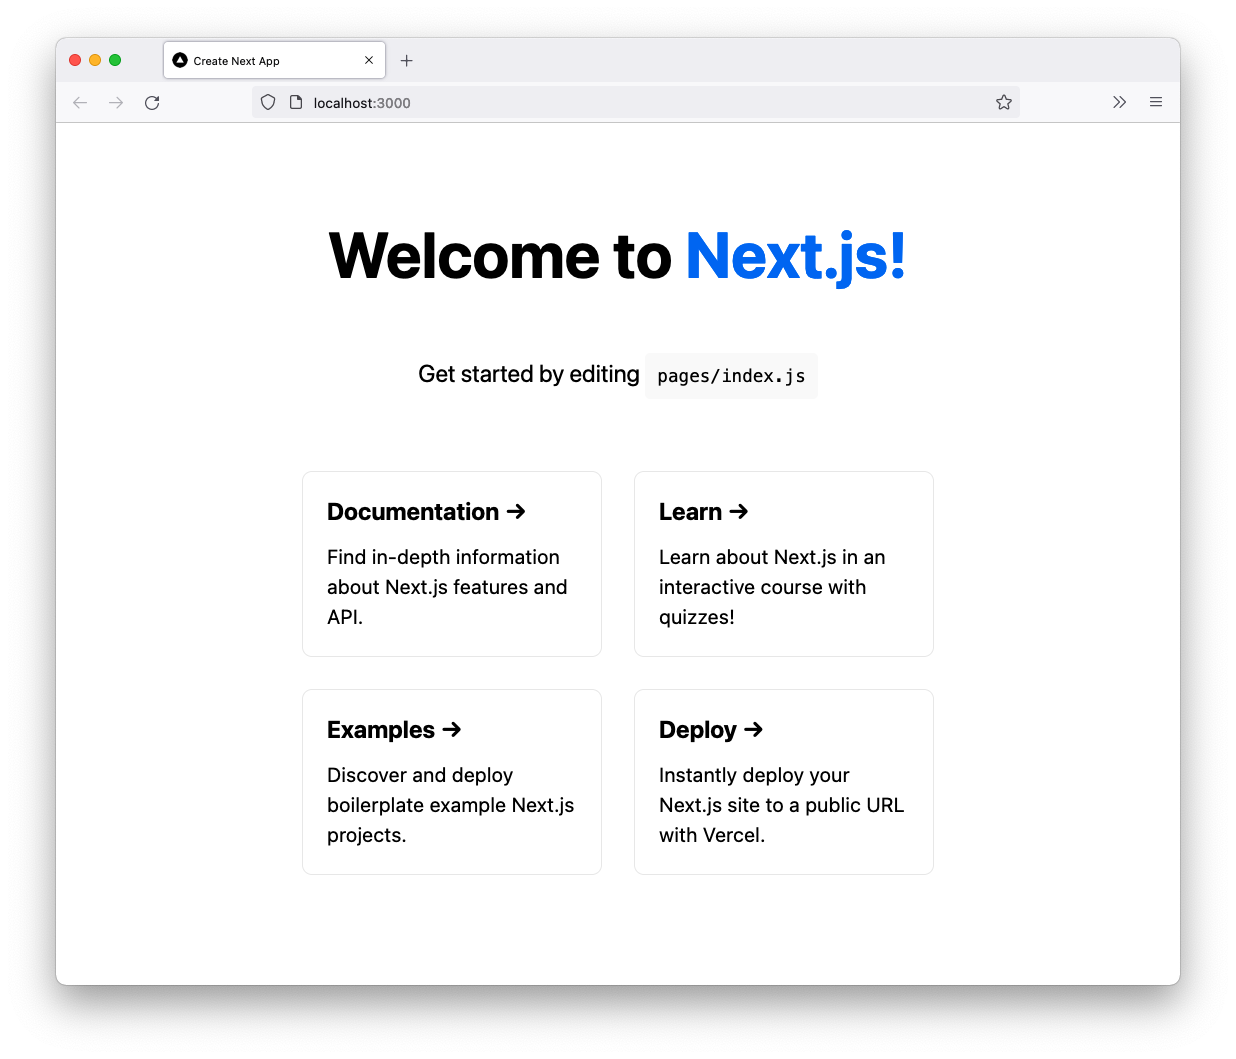 Create Next App
localhost:3000
Welcome to Next.js!
Get started by editing pages/index.js
Documentation →
Find in-depth information
about Next.js features and
API.
Learn →
Learn about Next.js in an
interactive course with
quizzes!
Examples →
Discover and deploy
boilerplate example Next.js
projects.
Deploy →
Instantly deploy your
Next.js site to a public URL
with Vercel.